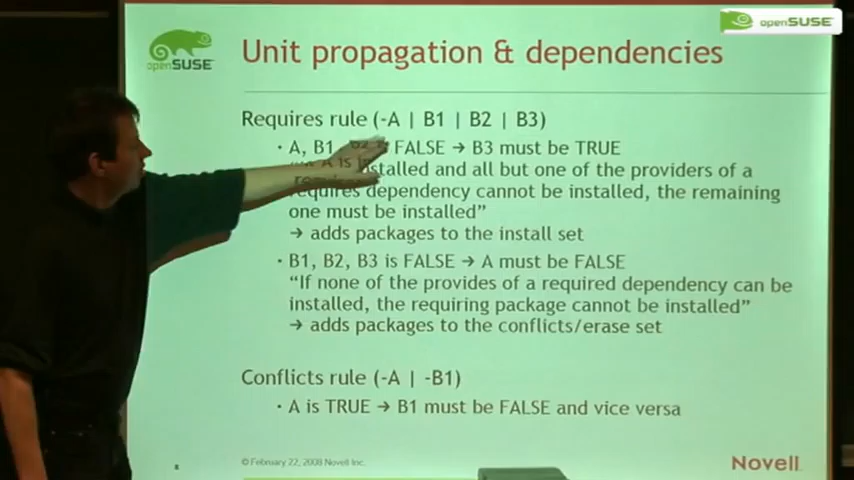 openSUSE
openSUSE
Unit propagation & dependencies
Requires rule (-A | B1 | B2 | B3)
• A, B1, FALSE → B3 must be TRUE
installed and all but one of the providers of a
requires dependency cannot be installed, the remaining
one must be installed”
→ adds packages to the install set
• B1, B2, B3 is FALSE → A must be FALSE
“If none of the provides of a required dependency can be
installed, the requiring package cannot be installed”
→ adds packages to the conflicts/erase set
Conflicts rule (-A | -B1)
• A is TRUE → B1 must be FALSE and vice versa
© February 22, 2008 Novell Inc.
Novell